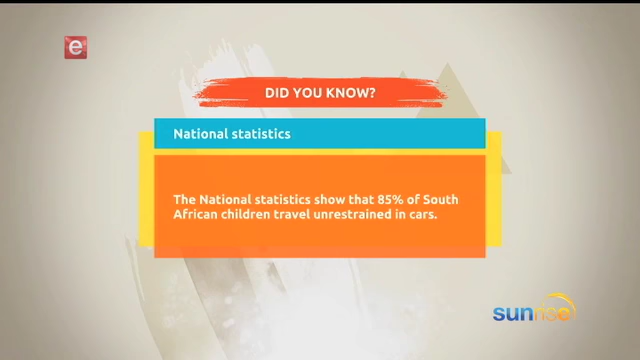 e
DID YOU KNOW?
National statistics
The National statistics show that 85% of South
African children travel unrestrained in cars.
sunrise